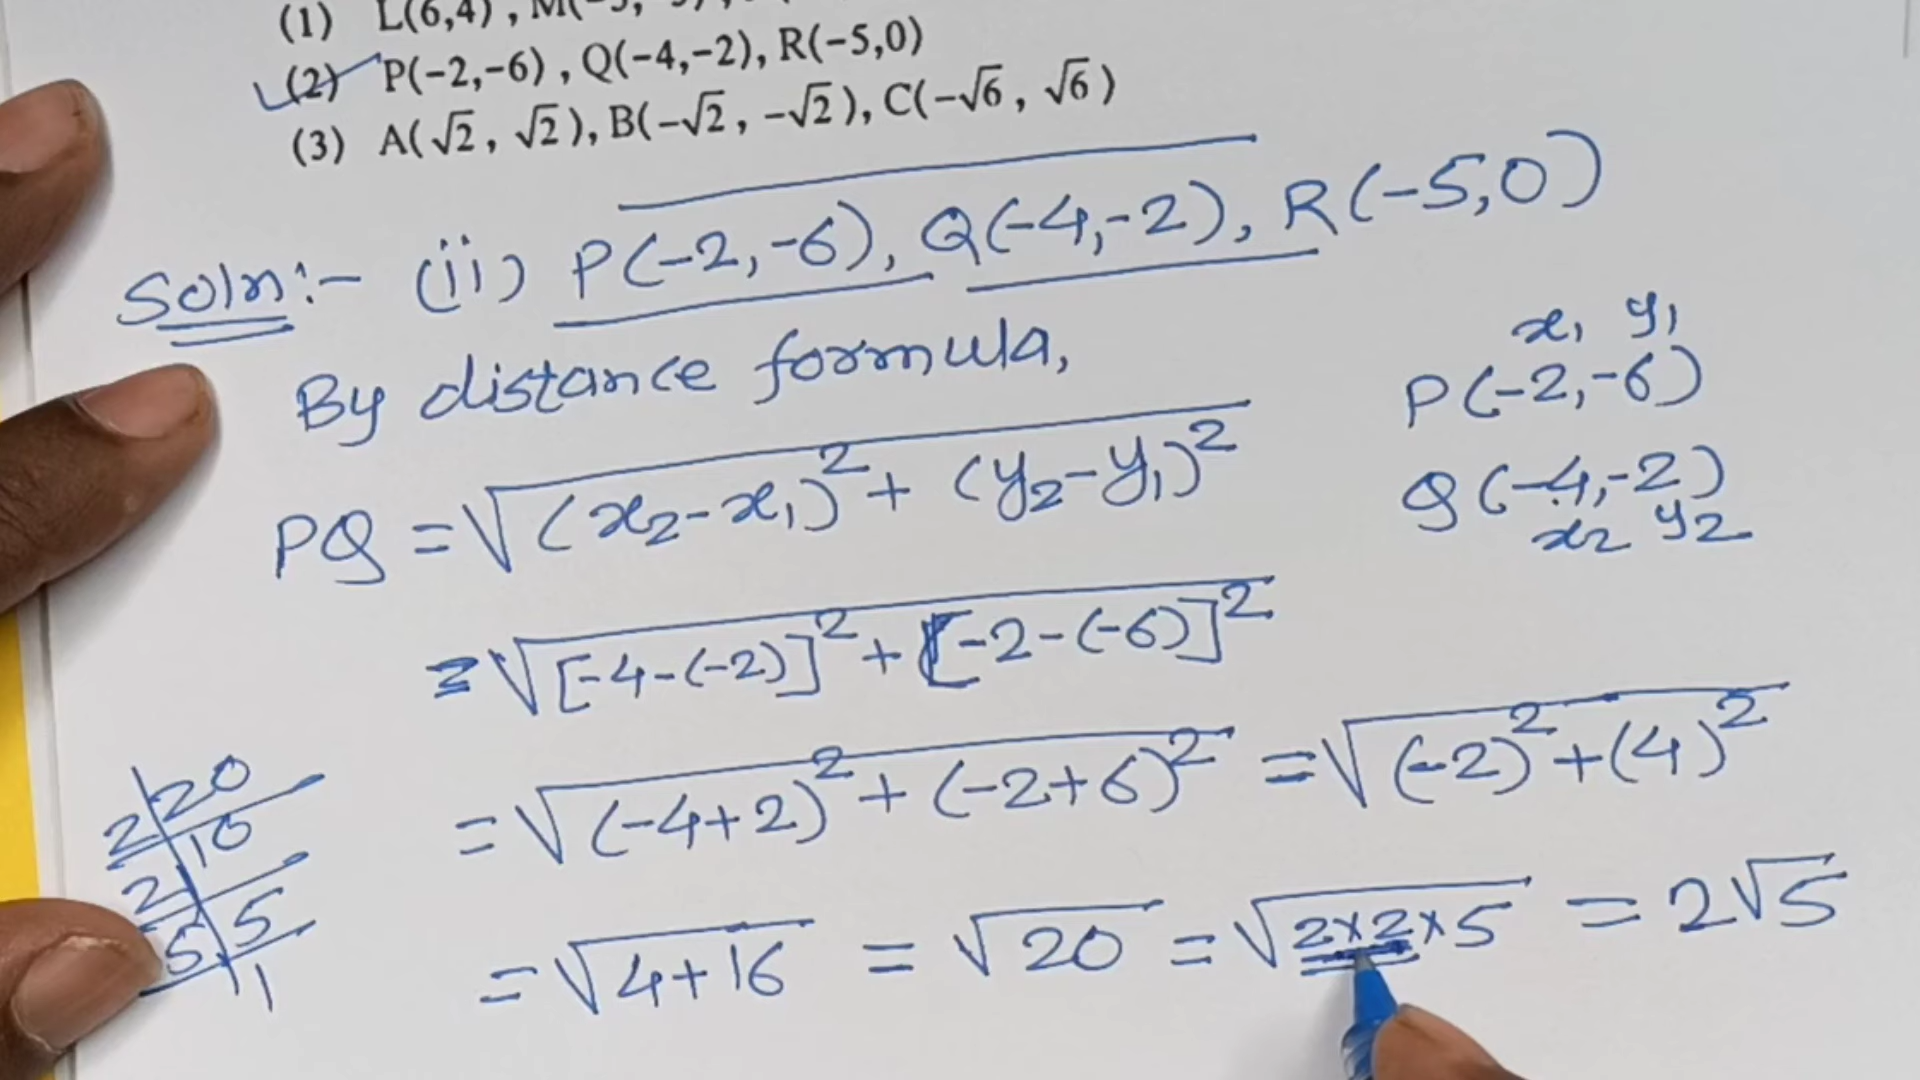 (1) L(6,4), M(-5,
(2) P(-2,-6), Q(-4,-2), R(-5,0)
(3) A(√2, √2), B(-√2, -√2), C(-√6, √6)
Soln:- (ii) P(-2,-6), Q(-4,-2), R(-5,0)
By distance formula,
x₁ y₁
P(-2,-6)
Q(-4,-2)
x₂ y₂
PQ = √(x₂-x₁)²+ (y₂-y₁)²
= √[-4-(-2)]²+[-2-(-6)]²
= √(-4+2)²+(-2+6)² = √(-2)²+(4)²
= √4+16 = √20 = √2×2×5 = 2√5
2 20
2 10
5 5
1